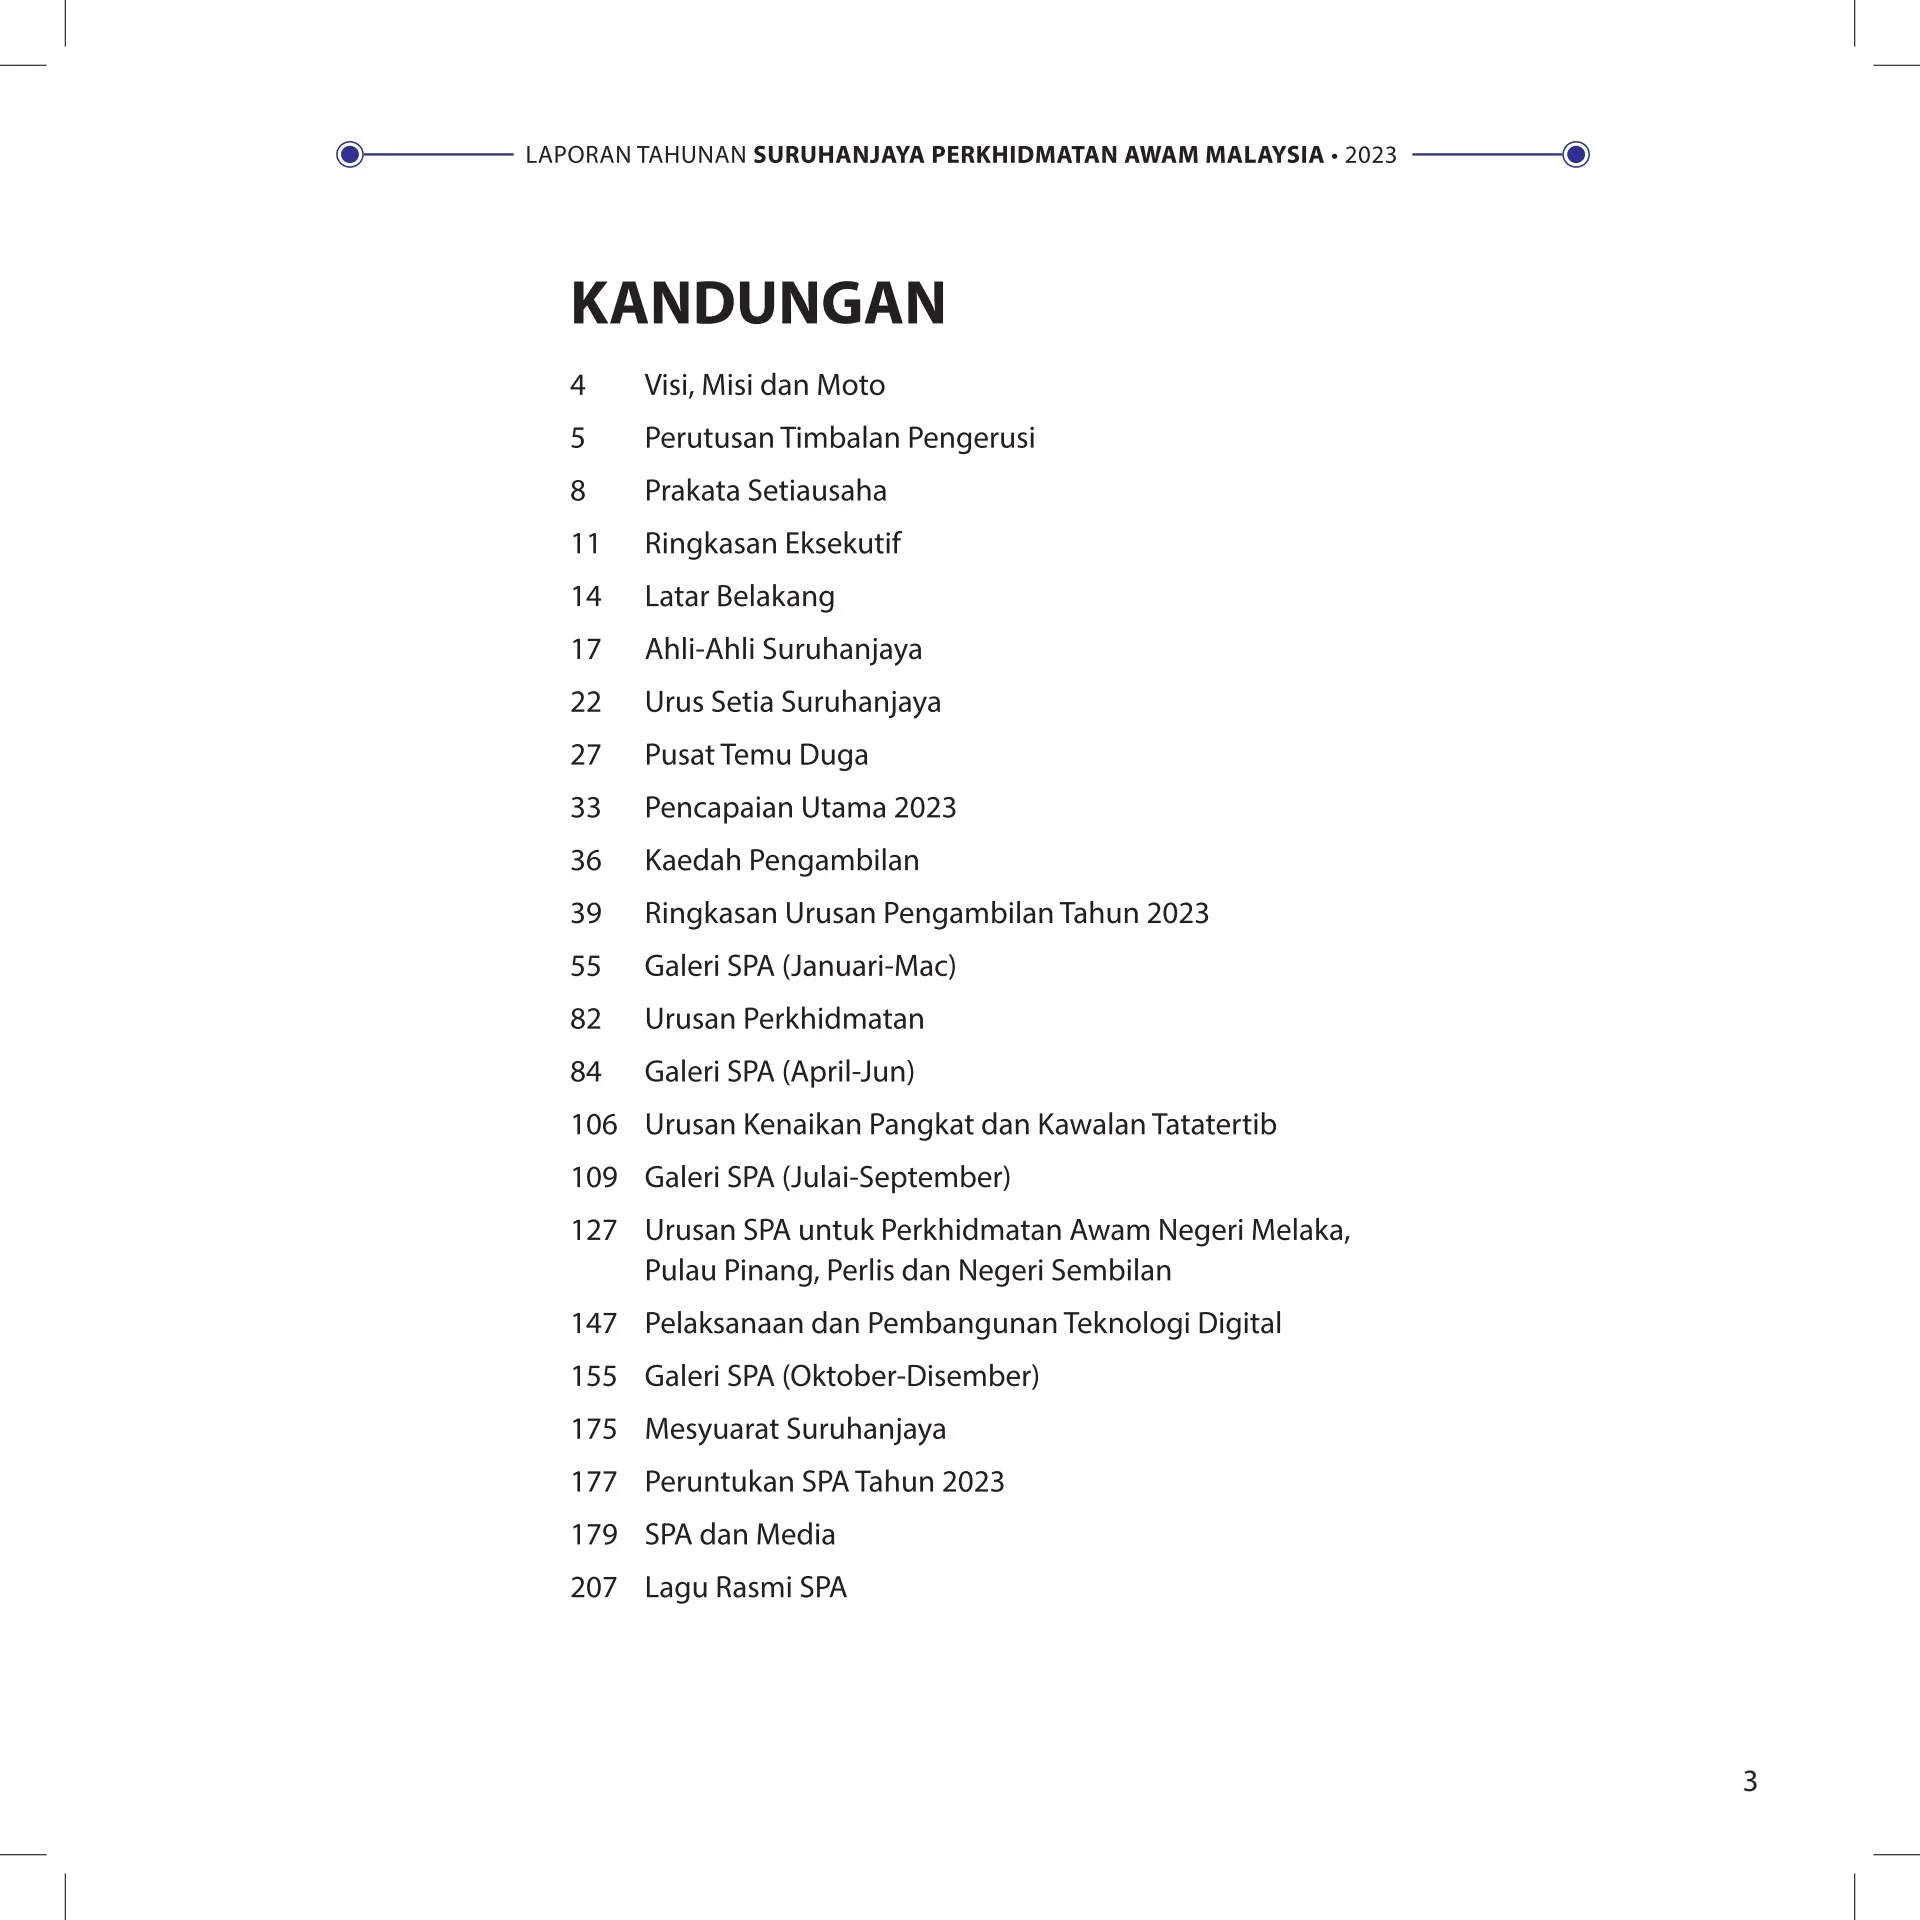 LAPORAN TAHUNAN SURUHANJAYA PERKHIDMATAN AWAM MALAYSIA • 2023
KANDUNGAN
4 Visi, Misi dan Moto
5 Perutusan Timbalan Pengerusi
8 Prakata Setiausaha
11 Ringkasan Eksekutif
14 Latar Belakang
17 Ahli-Ahli Suruhanjaya
22 Urus Setia Suruhanjaya
27 Pusat Temu Duga
33 Pencapaian Utama 2023
36 Kaedah Pengambilan
39 Ringkasan Urusan Pengambilan Tahun 2023
55 Galeri SPA (Januari-Mac)
82 Urusan Perkhidmatan
84 Galeri SPA (April-Jun)
106 Urusan Kenaikan Pangkat dan Kawalan Tatatertib
109 Galeri SPA (Julai-September)
127 Urusan SPA untuk Perkhidmatan Awam Negeri Melaka,
Pulau Pinang, Perlis dan Negeri Sembilan
147 Pelaksanaan dan Pembangunan Teknologi Digital
155 Galeri SPA (Oktober-Disember)
175 Mesyuarat Suruhanjaya
177 Peruntukan SPA Tahun 2023
179 SPA dan Media
207 Lagu Rasmi SPA
3